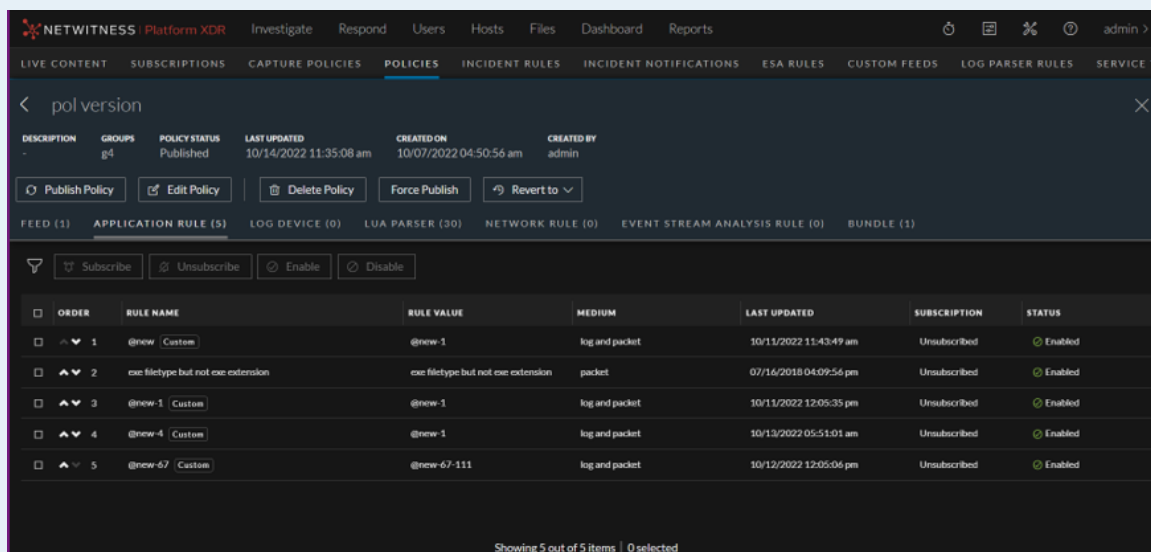 NETWITNESS Platform XDR Investigate Respond Users Hosts Files Dashboard Reports admin >
LIVE CONTENT SUBSCRIPTIONS CAPTURE POLICIES POLICIES INCIDENT RULES INCIDENT NOTIFICATIONS ESA RULES CUSTOM FEEDS LOG PARSER RULES SERVICE
pol version
DESCRIPTION GROUPS POLICY STATUS LAST UPDATED CREATED ON CREATED BY
- g4 Published 10/14/2022 11:35:08 am 10/07/2022 04:50:56 am admin
Publish Policy Edit Policy Delete Policy Force Publish Revert to
FEED (1) APPLICATION RULE (5) LOG DEVICE (0) LUA PARSER (30) NETWORK RULE (0) EVENT STREAM ANALYSIS RULE (0) BUNDLE (1)
Subscribe Unsubscribe Enable Disable
ORDER RULE NAME RULE VALUE MEDIUM LAST UPDATED SUBSCRIPTION STATUS
1 @new Custom @new-1 log and packet 10/11/2022 11:43:49 am Unsubscribed Enabled
2 exe filetype but not exe extension exe filetype but not exe extension packet 07/16/2018 04:09:56 pm Unsubscribed Enabled
3 @new-1 Custom @new-1 log and packet 10/11/2022 12:05:35 pm Unsubscribed Enabled
4 @new-4 Custom @new-1 log and packet 10/13/2022 05:51:01 am Unsubscribed Enabled
5 @new-67 Custom @new-67-111 log and packet 10/12/2022 12:05:06 pm Unsubscribed Enabled
Showing 5 out of 5 items | 0 selected